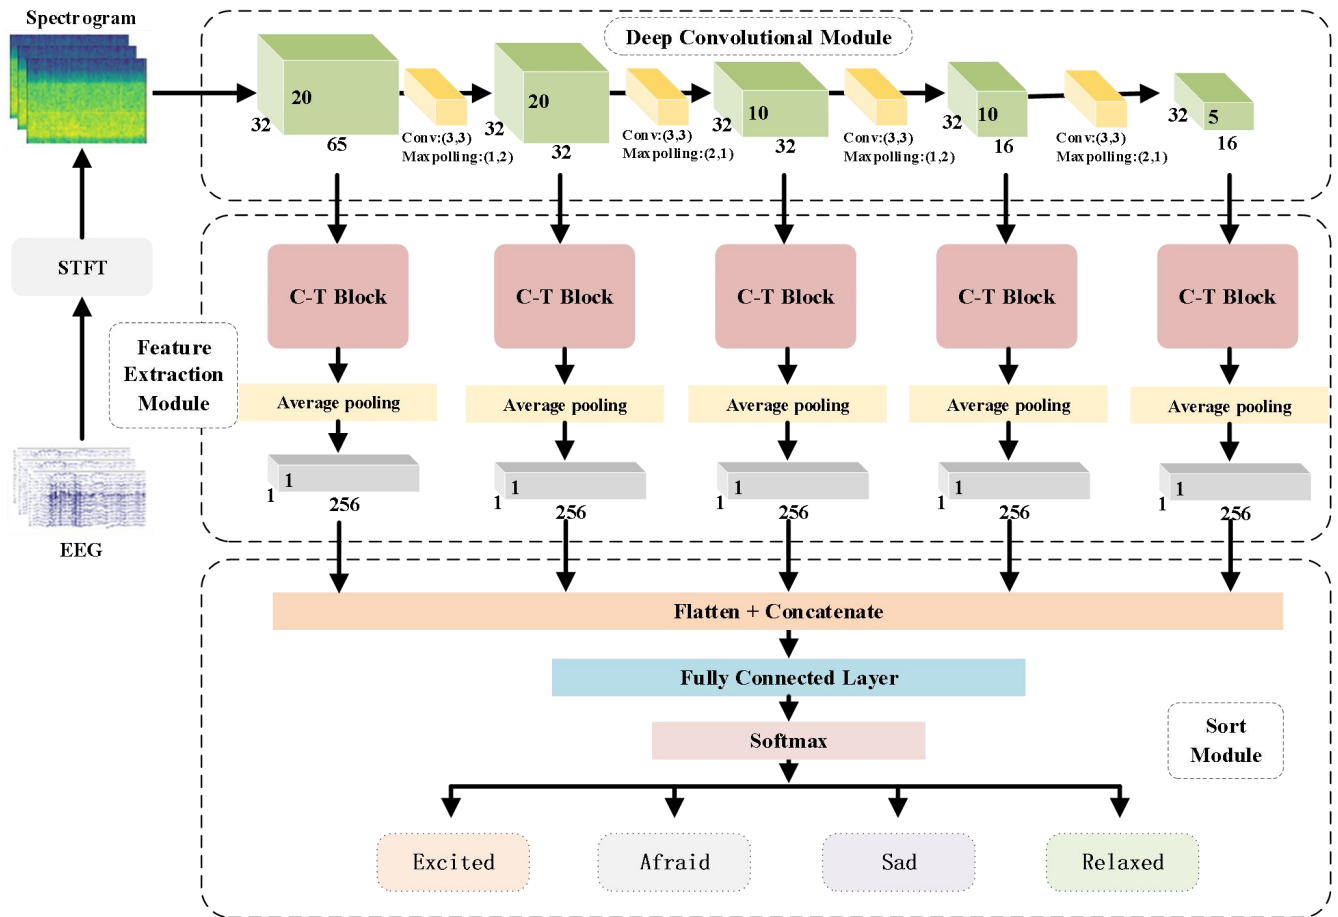 Spectrogram
Deep Convolutional Module
20
32
65
Conv:(3,3)
Maxpolling:(1,2)
20
32
32
Conv:(3,3)
Maxpolling:(2,1)
10
32
32
Conv:(3,3)
Maxpolling:(1,2)
10
32
16
Conv:(3,3)
Maxpolling:(2,1)
5
32
16
STFT
EEG
Feature
Extraction
Module
C-T Block
C-T Block
C-T Block
C-T Block
C-T Block
Average pooling
Average pooling
Average pooling
Average pooling
Average pooling
1
1
256
1
1
256
1
1
256
1
1
256
1
1
256
Flatten + Concatenate
Fully Connected Layer
Softmax
Sort
Module
Excited
Afraid
Sad
Relaxed